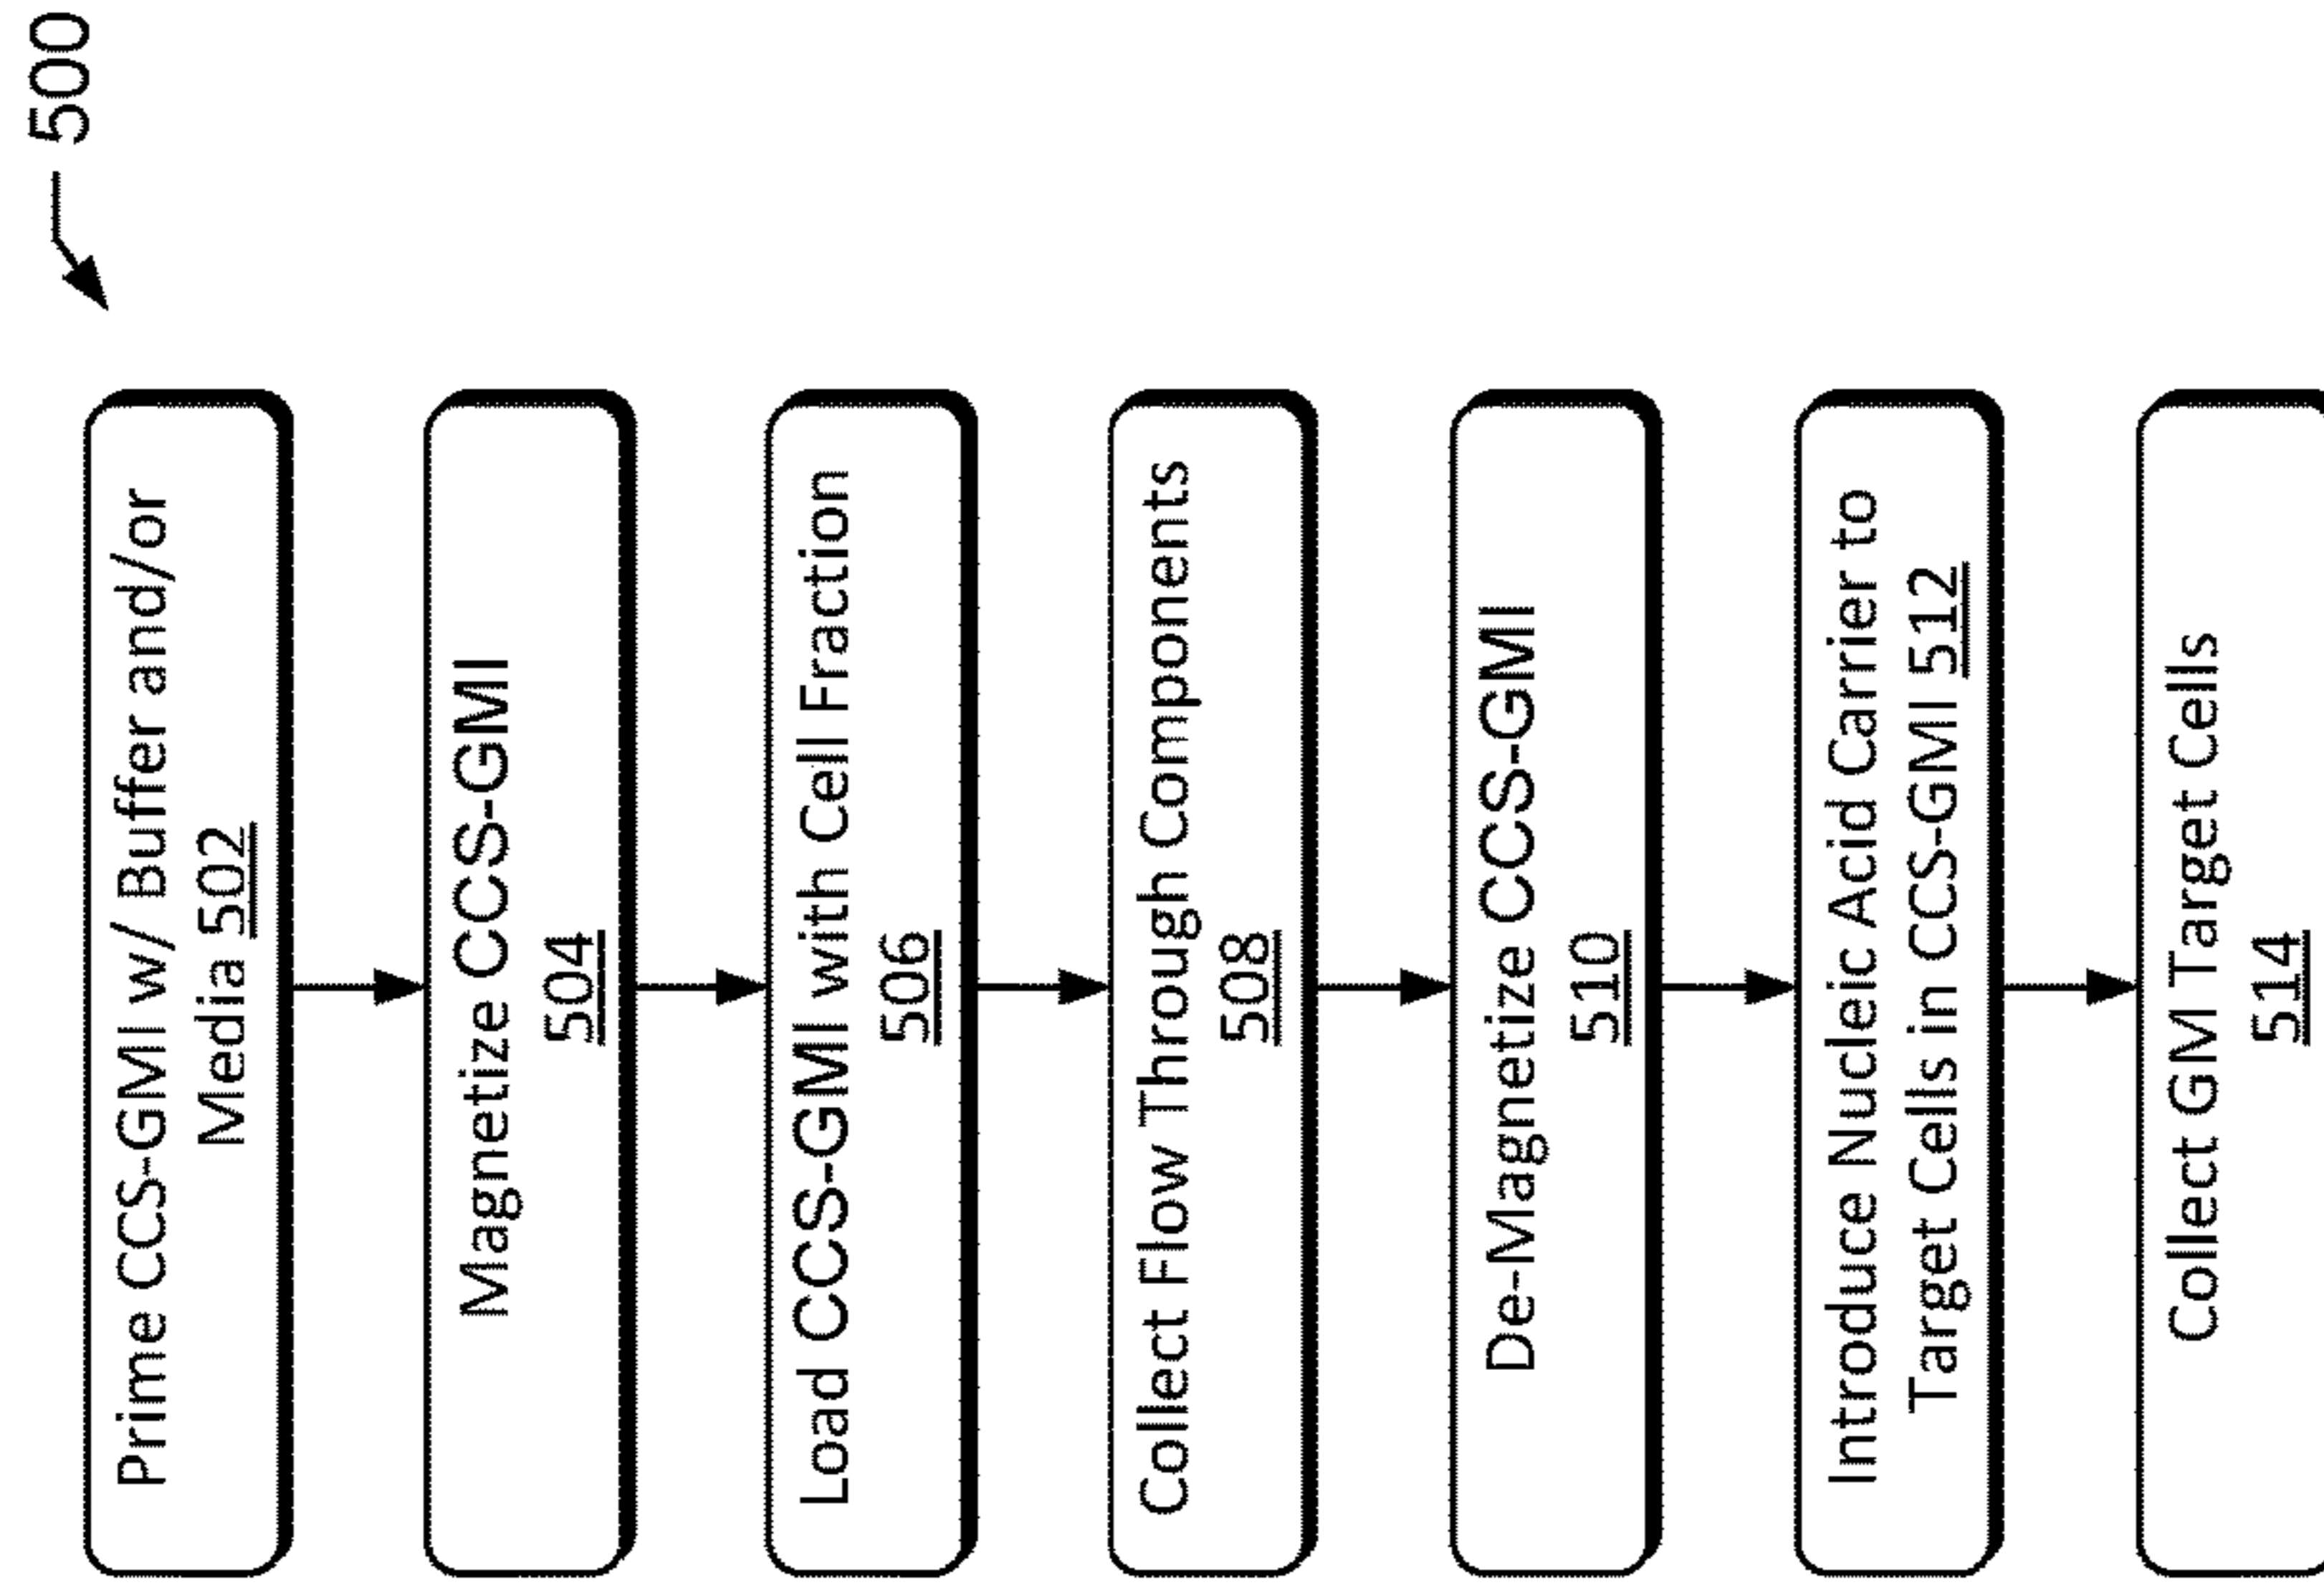 500
Prime CCS-GMI w/ Buffer and/or
Media 502
Magnetize CCS-GMI
504
Load CCS-GMI with Cell Fraction
506
Collect Flow Through Components
508
De-Magnetize CCS-GMI
510
Introduce Nucleic Acid Carrier to
Target Cells in CCS-GMI 512
Collect GM Target Cells
514